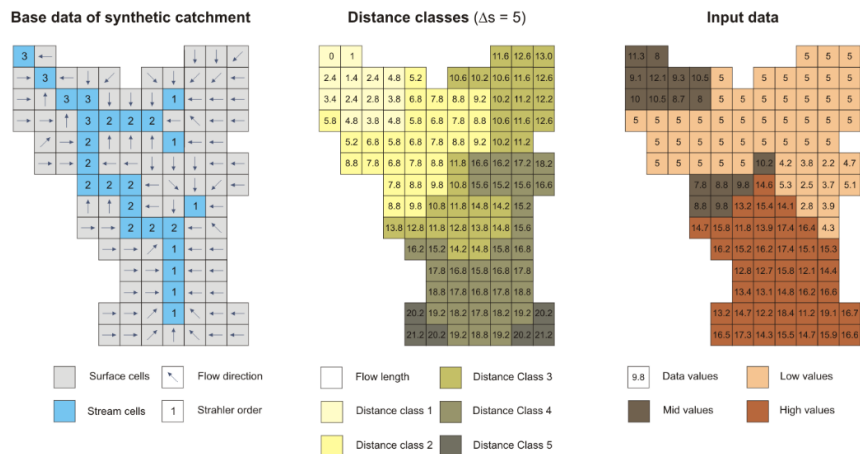 Base data of synthetic catchment
3
3
3 3 1
3 2 2 2
2 1
2
2 2 2
2 1
2 2 2
1
1
1
1
Surface cells
Flow direction
Stream cells
1 Strahler order
Distance classes (Δs = 5)
0 1 11.6 12.6 13.0
2.4 1.4 2.4 4.8 5.2 10.6 10.2 10.6 11.6 12.6
3.4 2.4 2.8 3.8 6.8 7.8 8.8 9.2 10.2 11.2 12.2
5.8 4.8 3.8 4.8 5.8 6.8 7.8 8.8 10.6 11.6 12.6
5.2 6.8 5.8 6.8 7.8 8.8 9.2 10.2 11.2
8.8 7.8 6.8 7.8 8.8 11.8 16.6 16.2 17.2 18.2
7.8 8.8 9.8 10.8 15.6 15.2 15.6 16.6
8.8 9.8 10.8 11.8 14.8 14.2 15.2
13.8 12.8 11.8 12.8 13.8 14.8 15.6
16.2 15.2 14.2 14.8 15.8 16.8
17.8 16.8 15.8 16.8 17.8
18.8 17.8 16.8 17.8 18.8
20.2 19.2 18.2 17.8 18.2 19.2 20.2
21.2 20.2 19.2 18.8 19.2 20.2 21.2
Flow length
Distance Class 3
Distance class 1
Distance Class 4
Distance class 2
Distance Class 5
Input data
11.3 8 5 5 5
9.1 12.1 9.3 10.5 5 5 5 5 5 5
10 10.5 8.7 8 5 5 5 5 5 5 5
5 5 5 5 5 5 5 5 5 5 5
5 5 5 5 5 5 5 5 5
5 5 5 5 5 10.2 4.2 3.8 2.2 4.7
7.8 8.8 9.8 14.6 5.3 2.5 3.7 5.1
8.8 9.8 13.2 15.4 14.1 2.8 3.9
14.7 15.8 11.8 13.9 17.4 16.4 4.3
16.2 15.2 16.2 17.4 15.1 15.3
12.8 12.7 15.8 12.1 14.4
13.4 13.1 14.8 16.2 16.6
13.2 14.7 12.2 18.4 11.2 19.1 16.7
16.5 17.3 14.3 15.5 14.7 15.9 16.6
9.8 Data values
Low values
Mid values
High values